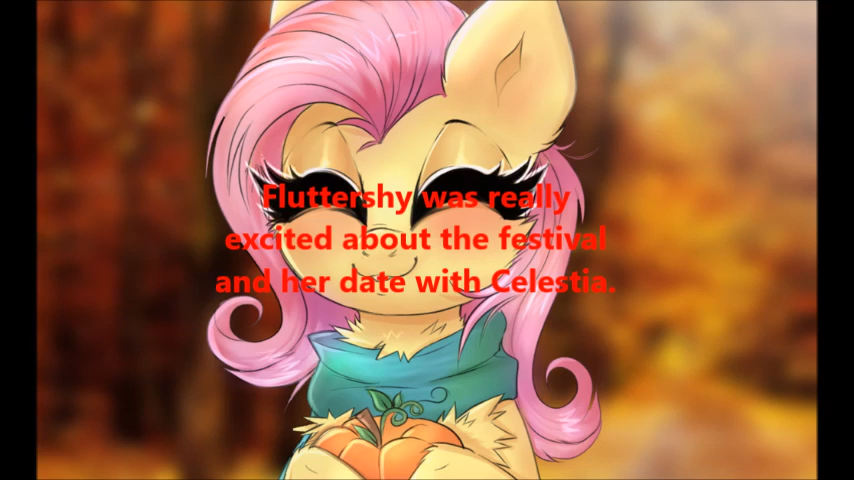 Fluttershy was really
excited about the festival
and her date with Celestia.